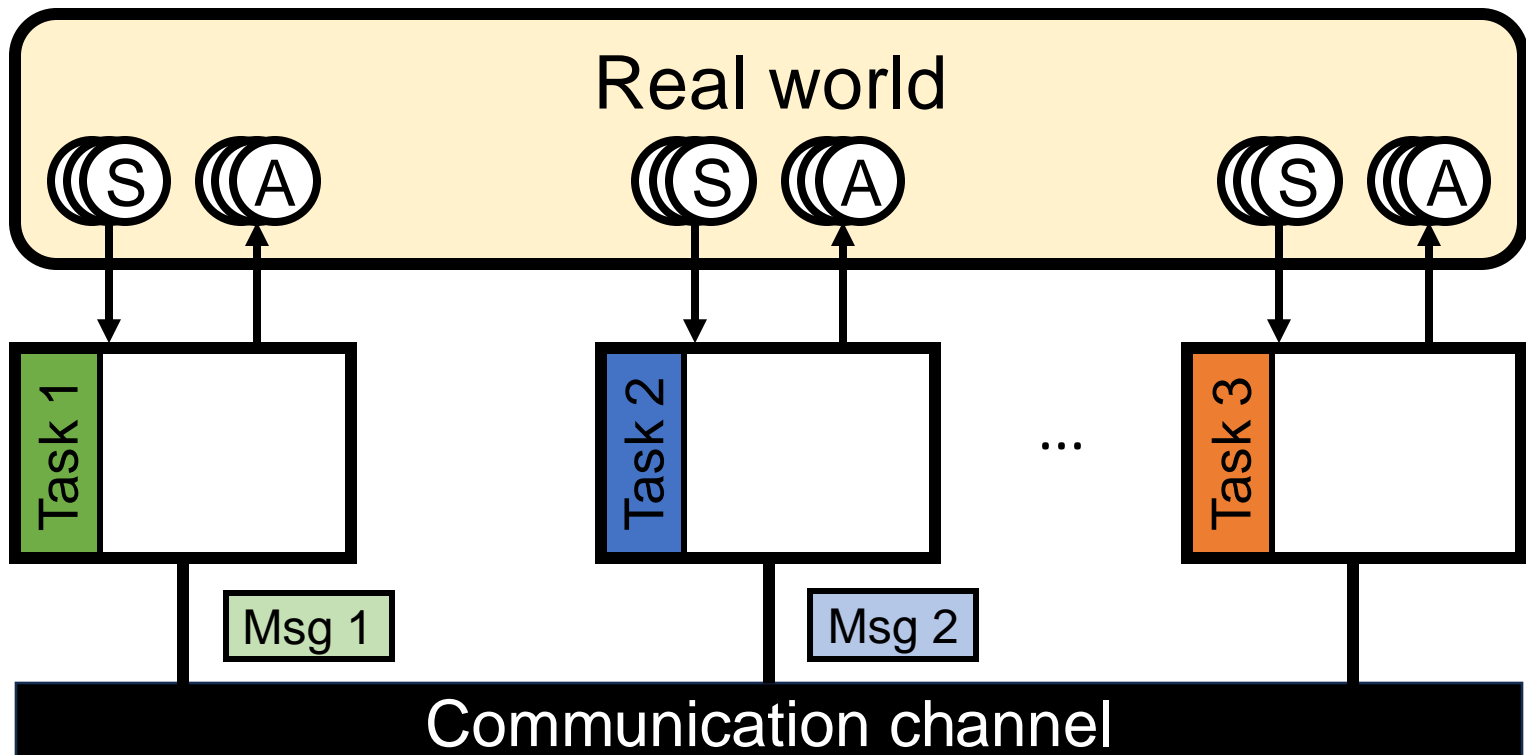 Real world
S A S A S A
Task 1
Task 2
...
Task 3
Msg 1
Msg 2
Communication channel